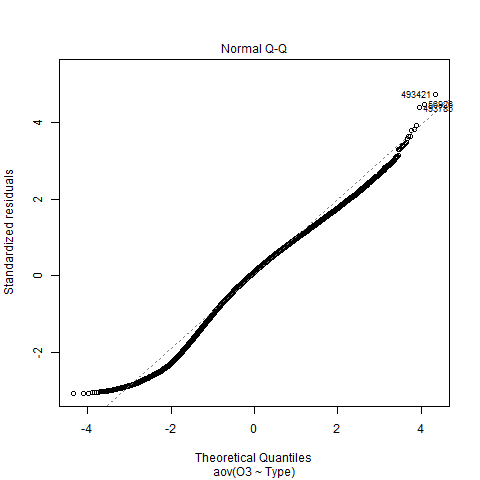 Normal Q-Q
Standardized residuals
493421
4
2
0
-2
-4
-2
0
2
4
Theoretical Quantiles
aov(O3 ~ Type)